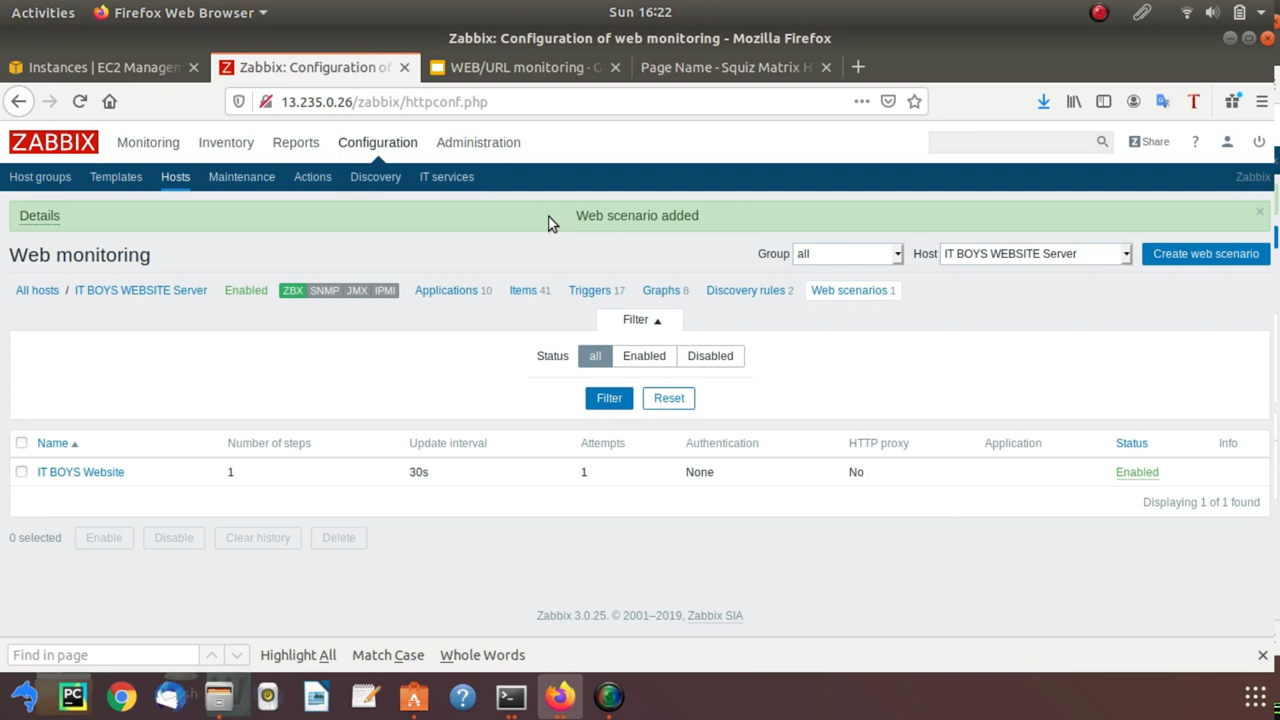 Activities Firefox Web Browser Sun 16:22
Zabbix: Configuration of web monitoring - Mozilla Firefox
Instances | EC2 Managem Zabbix: Configuration of WEB/URL monitoring - G Page Name - Squiz Matrix H
13.235.0.26/zabbix/httpconf.php
ZABBIX Monitoring Inventory Reports Configuration Administration Z Share ?
Host groups Templates Hosts Maintenance Actions Discovery IT services Zabbix
Details Web scenario added
Web monitoring Group all Host IT BOYS WEBSITE Server Create web scenario
All hosts / IT BOYS WEBSITE Server Enabled ZBX SNMP JMX IPMI Applications 10 Items 41 Triggers 17 Graphs 8 Discovery rules 2 Web scenarios 1
Filter
Status all Enabled Disabled
Filter Reset
Name Number of steps Update interval Attempts Authentication HTTP proxy Application Status Info
IT BOYS Website 1 30s 1 None No Enabled
Displaying 1 of 1 found
0 selected Enable Disable Clear history Delete
Zabbix 3.0.25. © 2001–2019, Zabbix SIA
Find in page Highlight All Match Case Whole Words